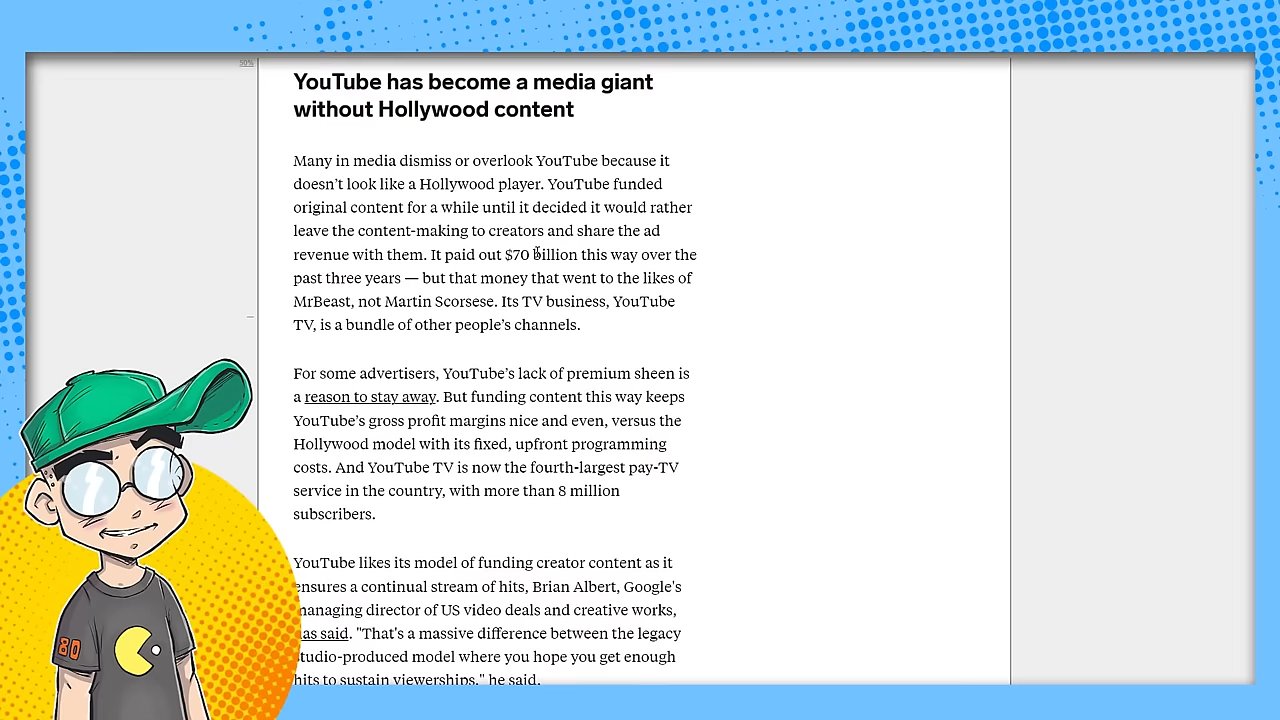 50%
YouTube has become a media giant
without Hollywood content
Many in media dismiss or overlook YouTube because it
doesn’t look like a Hollywood player. YouTube funded
original content for a while until it decided it would rather
leave the content-making to creators and share the ad
revenue with them. It paid out $70 billion this way over the
past three years — but that money that went to the likes of
MrBeast, not Martin Scorsese. Its TV business, YouTube
TV, is a bundle of other people’s channels.
For some advertisers, YouTube’s lack of premium sheen is
a reason to stay away. But funding content this way keeps
YouTube’s gross profit margins nice and even, versus the
Hollywood model with its fixed, upfront programming
costs. And YouTube TV is now the fourth-largest pay-TV
service in the country, with more than 8 million
subscribers.
YouTube likes its model of funding creator content as it
ensures a continual stream of hits, Brian Albert, Google's
managing director of US video deals and creative works,
has said. "That's a massive difference between the legacy
studio-produced model where you hope you get enough
hits to sustain viewerships," he said.
80